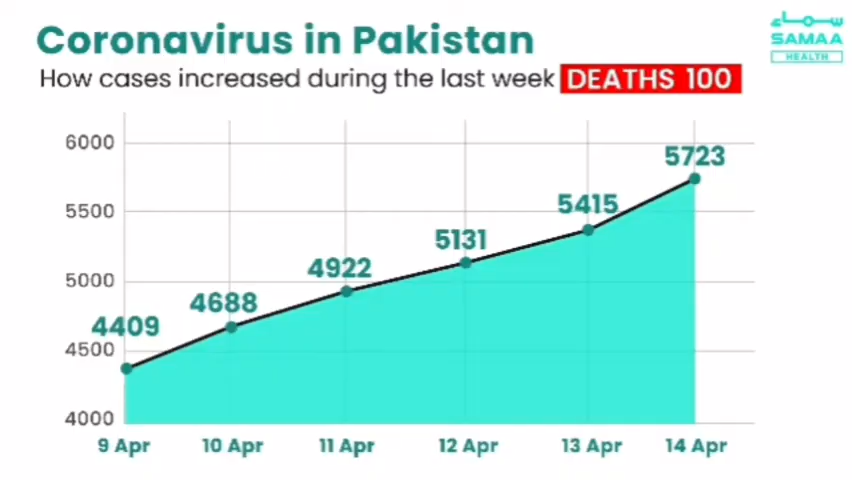 Coronavirus in Pakistan
How cases increased during the last week DEATHS 100
سماء
SAMAA
HEALTH
6000
5500
5000
4500
4000
4409
4688
4922
5131
5415
5723
9 Apr 10 Apr 11 Apr 12 Apr 13 Apr 14 Apr